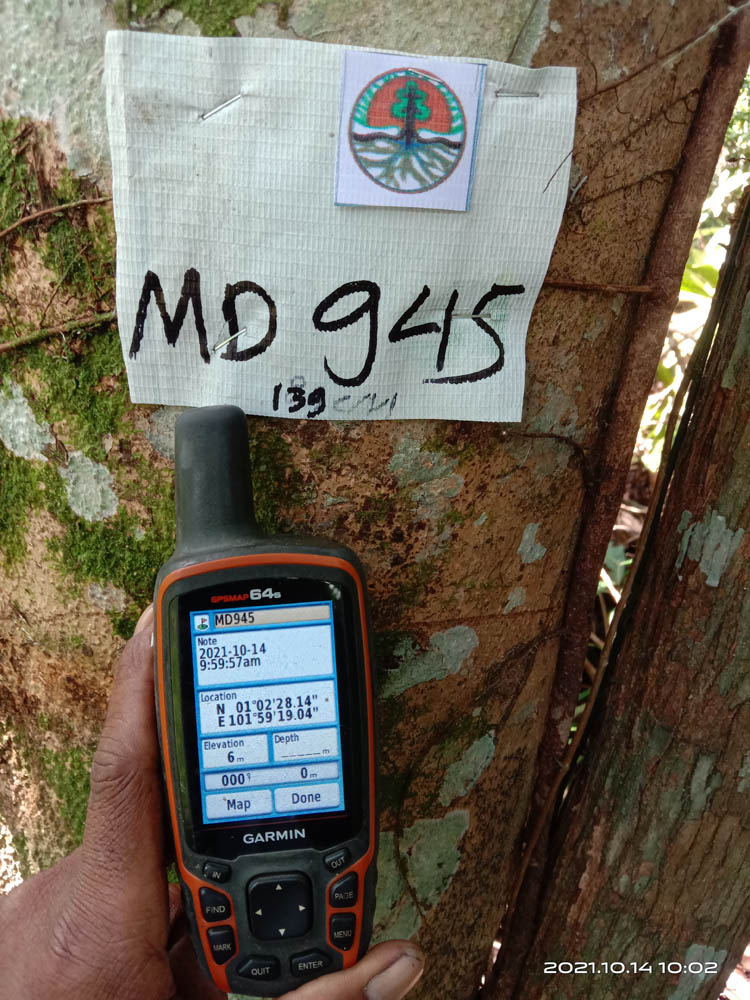 MD 945
139
GPSMAP 64s
MD945
Note
2021-10-14
9:59:57am
Location
N 01°02'28.14"
E 101°59'19.04"
Elevation
6 m
Depth
_____ m
000°
0 m
Map
Done
GARMIN
IN
OUT
FIND
PAGE
MARK
MENU
QUIT
ENTER
2021.10.14 10:02